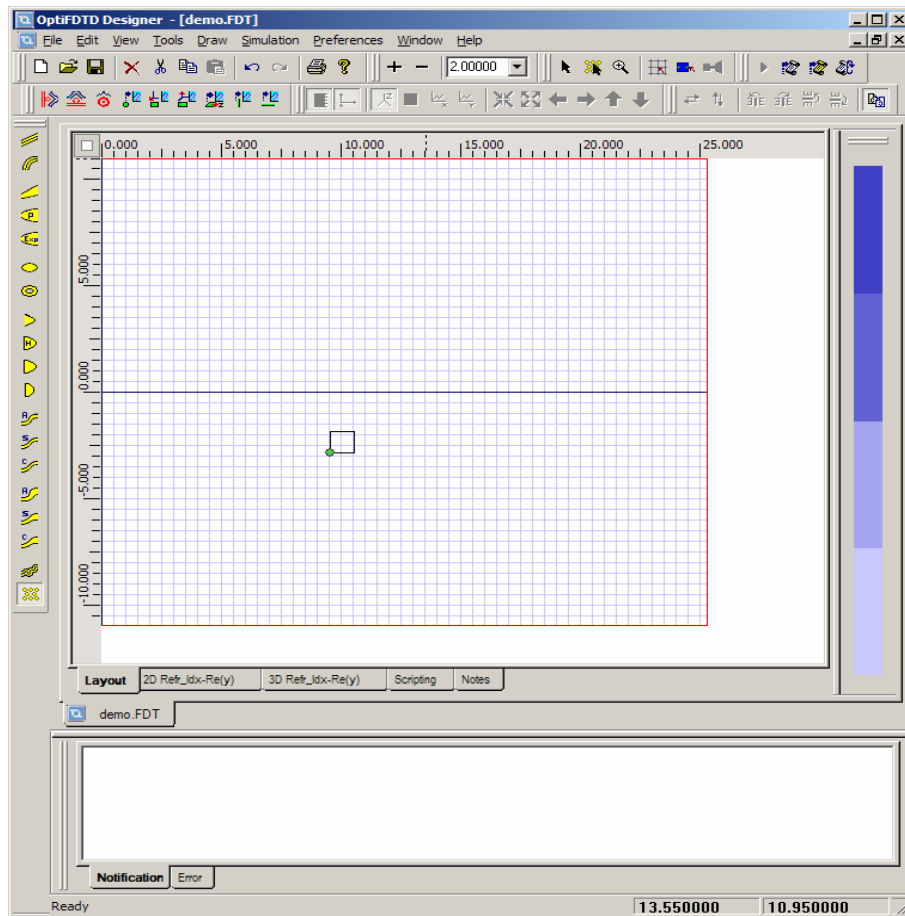 OptiFDTD Designer - [demo.FDT]
File Edit View Tools Draw Simulation Preferences Window Help
2.00000
0.000 5.000 10.000 15.000 20.000 25.000
5.000
0.000
-5.000
-10.000
P
Exp
H
A
S
C
A
S
C
Layout 2D Refr_Idx-Re(y) 3D Refr_Idx-Re(y) Scripting Notes
demo.FDT
Notification Error
Ready 13.550000 10.950000